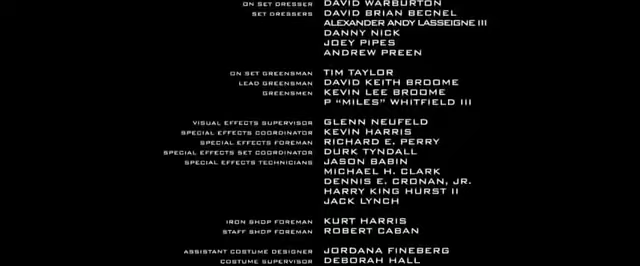 ON SET DRESSER DAVID WARBURTON
SET DRESSERS DAVID BRIAN BECNEL
ALEXANDER ANDY LASSEIGNE III
DANNY NICK
JOEY PIPES
ANDREW PREEN
ON SET GREENSMAN TIM TAYLOR
LEAD GREENSMAN DAVID KEITH BROOME
GREENSMEN KEVIN LEE BROOME
P “MILES” WHITFIELD III
VISUAL EFFECTS SUPERVISOR GLENN NEUFELD
SPECIAL EFFECTS COORDINATOR KEVIN HARRIS
SPECIAL EFFECTS FOREMAN RICHARD E. PERRY
SPECIAL EFFECTS SET COORDINATOR DURK TYNDALL
SPECIAL EFFECTS TECHNICIANS JASON BABIN
MICHAEL H. CLARK
DENNIS E. CRONAN, JR.
HARRY KING HURST II
JACK LYNCH
IRON SHOP FOREMAN KURT HARRIS
STAFF SHOP FOREMAN ROBERT CABAN
ASSISTANT COSTUME DESIGNER JORDANA FINEBERG
COSTUME SUPERVISOR DEBORAH HALL